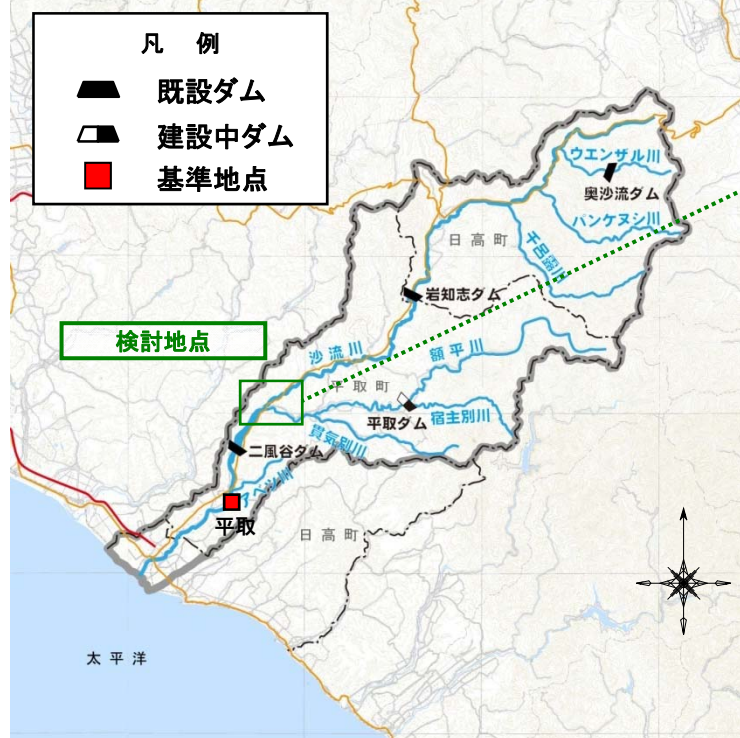 凡 例
既設ダム
建設中ダム
基準地点
ウエンザル川
奥沙流ダム
パンケヌシ川
日高町
千呂露川
岩知志ダム
検討地点
沙流川
額平川
平取町
平取ダム
宿主別川
貫気別川
二風谷ダム
アベツ川
平取
日高町
太平洋